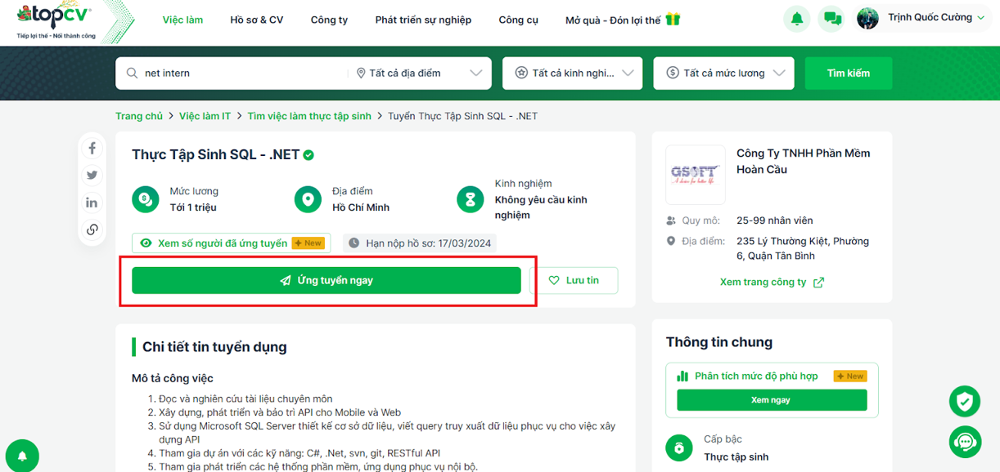 topcv
Tiếp lợi thế - Nối thành công
Việc làm
Hồ sơ & CV
Công ty
Phát triển sự nghiệp
Công cụ
Mở quà - Đón lợi thế
Trịnh Quốc Cường
net intern
Tất cả địa điểm
Tất cả kinh nghi...
Tất cả mức lương
Tìm kiếm
Trang chủ > Việc làm IT > Tìm việc làm thực tập sinh > Tuyển Thực Tập Sinh SQL - .NET
Thực Tập Sinh SQL - .NET
Mức lương
Tới 1 triệu
Địa điểm
Hồ Chí Minh
Kinh nghiệm
Không yêu cầu kinh
nghiệm
Xem số người đã ứng tuyển
New
Hạn nộp hồ sơ: 17/03/2024
Ứng tuyển ngay
Lưu tin
Chi tiết tin tuyển dụng
Mô tả công việc
1. Đọc và nghiên cứu tài liệu chuyên môn
2. Xây dựng, phát triển và bảo trì API cho Mobile và Web
3. Sử dụng Microsoft SQL Server thiết kế cơ sở dữ liệu, viết query truy xuất dữ liệu phục vụ cho việc xây
dựng API
4. Tham gia dự án với các kỹ năng: C#, .Net, svn, git, RESTful API
5. Tham gia phát triển các hệ thống phần mềm, ứng dụng phục vụ nội bộ.
GSOFT
A choice for better life
Công Ty TNHH Phần Mềm
Hoàn Cầu
Quy mô:
25-99 nhân viên
Địa điểm:
235 Lý Thường Kiệt, Phường
6, Quận Tân Bình
Xem trang công ty
Thông tin chung
Phân tích mức độ phù hợp
New
Xem ngay
Cấp bậc
Thực tập sinh